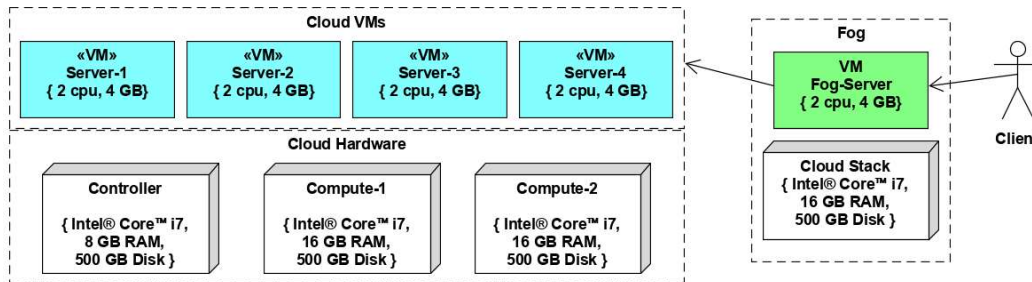 Cloud VMs
«VM»
Server-1
{ 2 cpu, 4 GB}
«VM»
Server-2
{ 2 cpu, 4 GB}
«VM»
Server-3
{ 2 cpu, 4 GB}
«VM»
Server-4
{ 2 cpu, 4 GB}
Cloud Hardware
Controller
{ Intel® Core™ i7,
8 GB RAM,
500 GB Disk }
Compute-1
{ Intel® Core™ i7,
16 GB RAM,
500 GB Disk }
Compute-2
{ Intel® Core™ i7,
16 GB RAM,
500 GB Disk }
Fog
VM
Fog-Server
{ 2 cpu, 4 GB}
Cloud Stack
{ Intel® Core™ i7,
16 GB RAM,
500 GB Disk }
Client